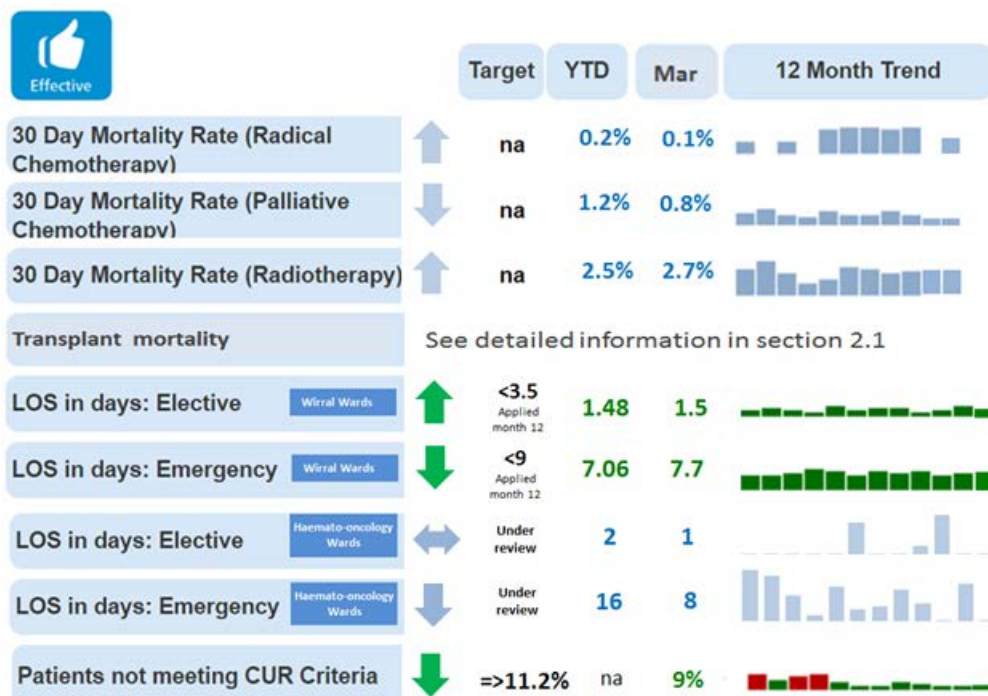 Effective
Target YTD Mar 12 Month Trend
30 Day Mortality Rate (Radical
Chemotherapy)
na 0.2% 0.1%
30 Day Mortality Rate (Palliative
Chemotherapy)
na 1.2% 0.8%
30 Day Mortality Rate (Radiotherapy)
na 2.5% 2.7%
Transplant mortality
See detailed information in section 2.1
LOS in days: Elective
Wirral Wards
<3.5
Applied
month 12
1.48 1.5
LOS in days: Emergency
Wirral Wards
<9
Applied
month 12
7.06 7.7
LOS in days: Elective
Haemato-oncology
Wards
Under
review
2 1
LOS in days: Emergency
Haemato-oncology
Wards
Under
review
16 8
Patients not meeting CUR Criteria
=>11.2% na 9%